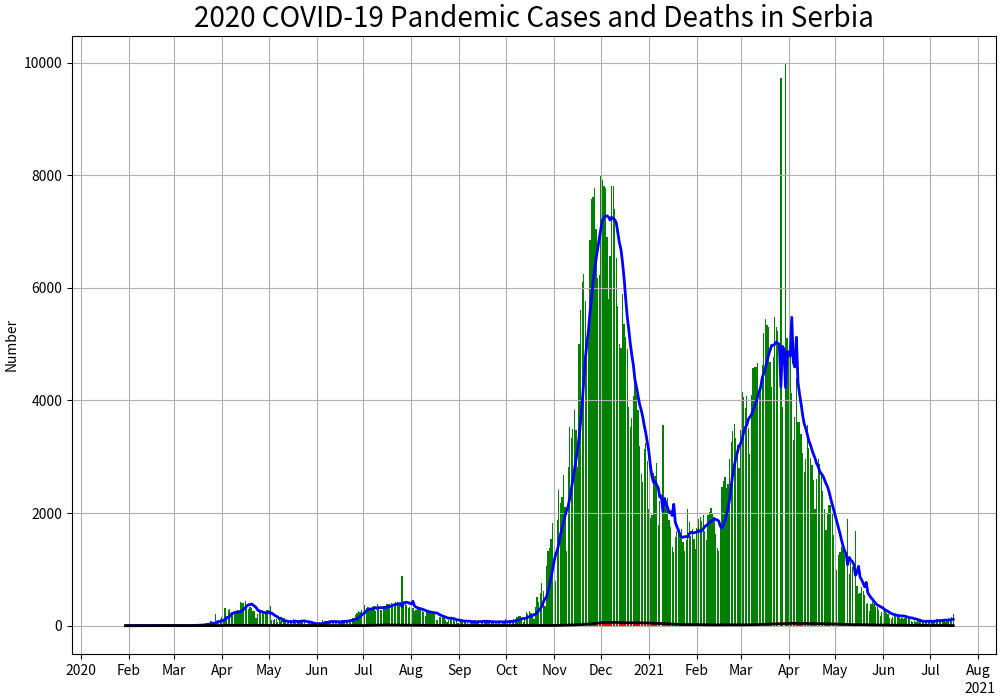 2020 COVID-19 Pandemic Cases and Deaths in Serbia
Number
10000
8000
6000
4000
2000
0
2020 Feb Mar Apr May Jun Jul Aug Sep Oct Nov Dec 2021 Feb Mar Apr May Jun Jul Aug
2021